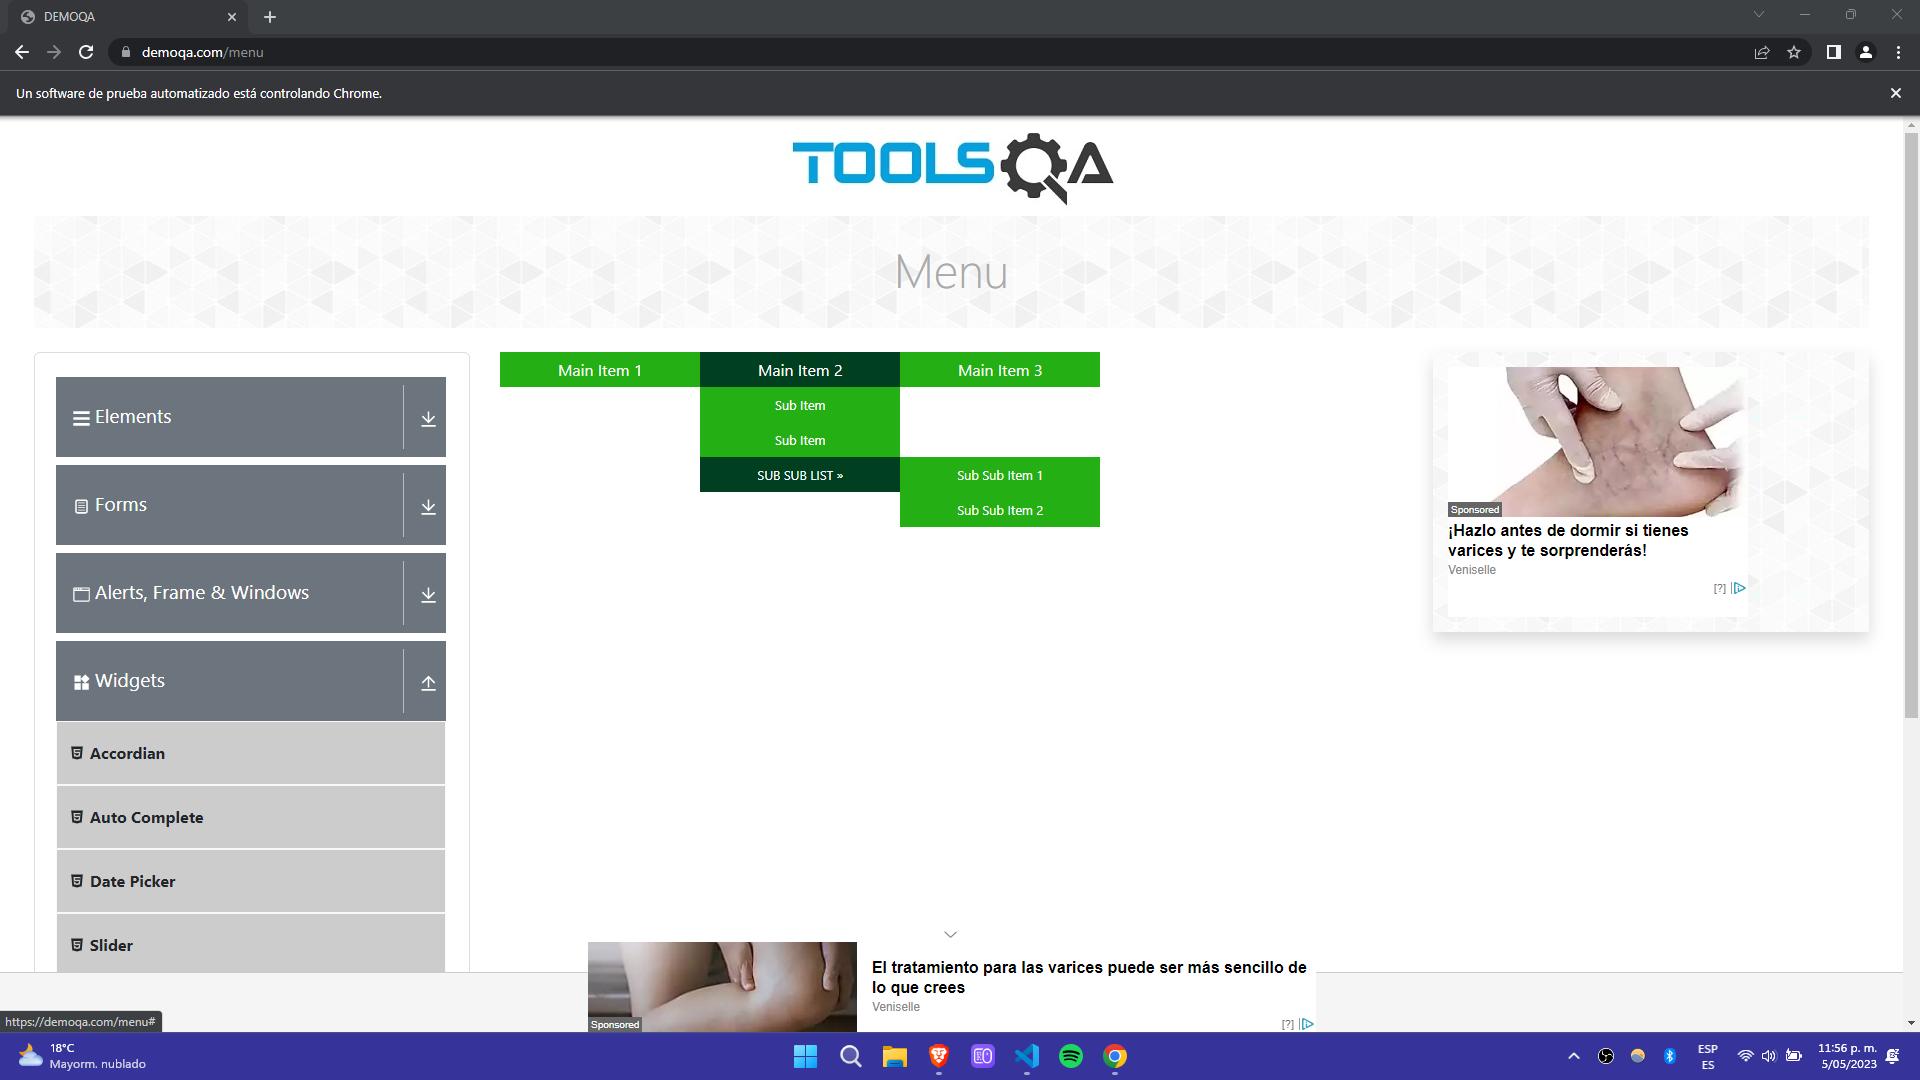 DEMOQA
demoqa.com/menu
Un software de prueba automatizado está controlando Chrome.
TOOLSQA
Menu
Elements
Forms
Alerts, Frame & Windows
Widgets
Accordian
Auto Complete
Date Picker
Slider
Main Item 1
Main Item 2
Main Item 3
Sub Item
Sub Item
SUB SUB LIST »
Sub Sub Item 1
Sub Sub Item 2
Sponsored
¡Hazlo antes de dormir si tienes
varices y te sorprenderás!
Veniselle
[?]
Sponsored
El tratamiento para las varices puede ser más sencillo de
lo que crees
Veniselle
[?]
https://demoqa.com/menu#
18°C
Mayorm. nublado
ESP
ES
11:56 p. m.
5/05/2023